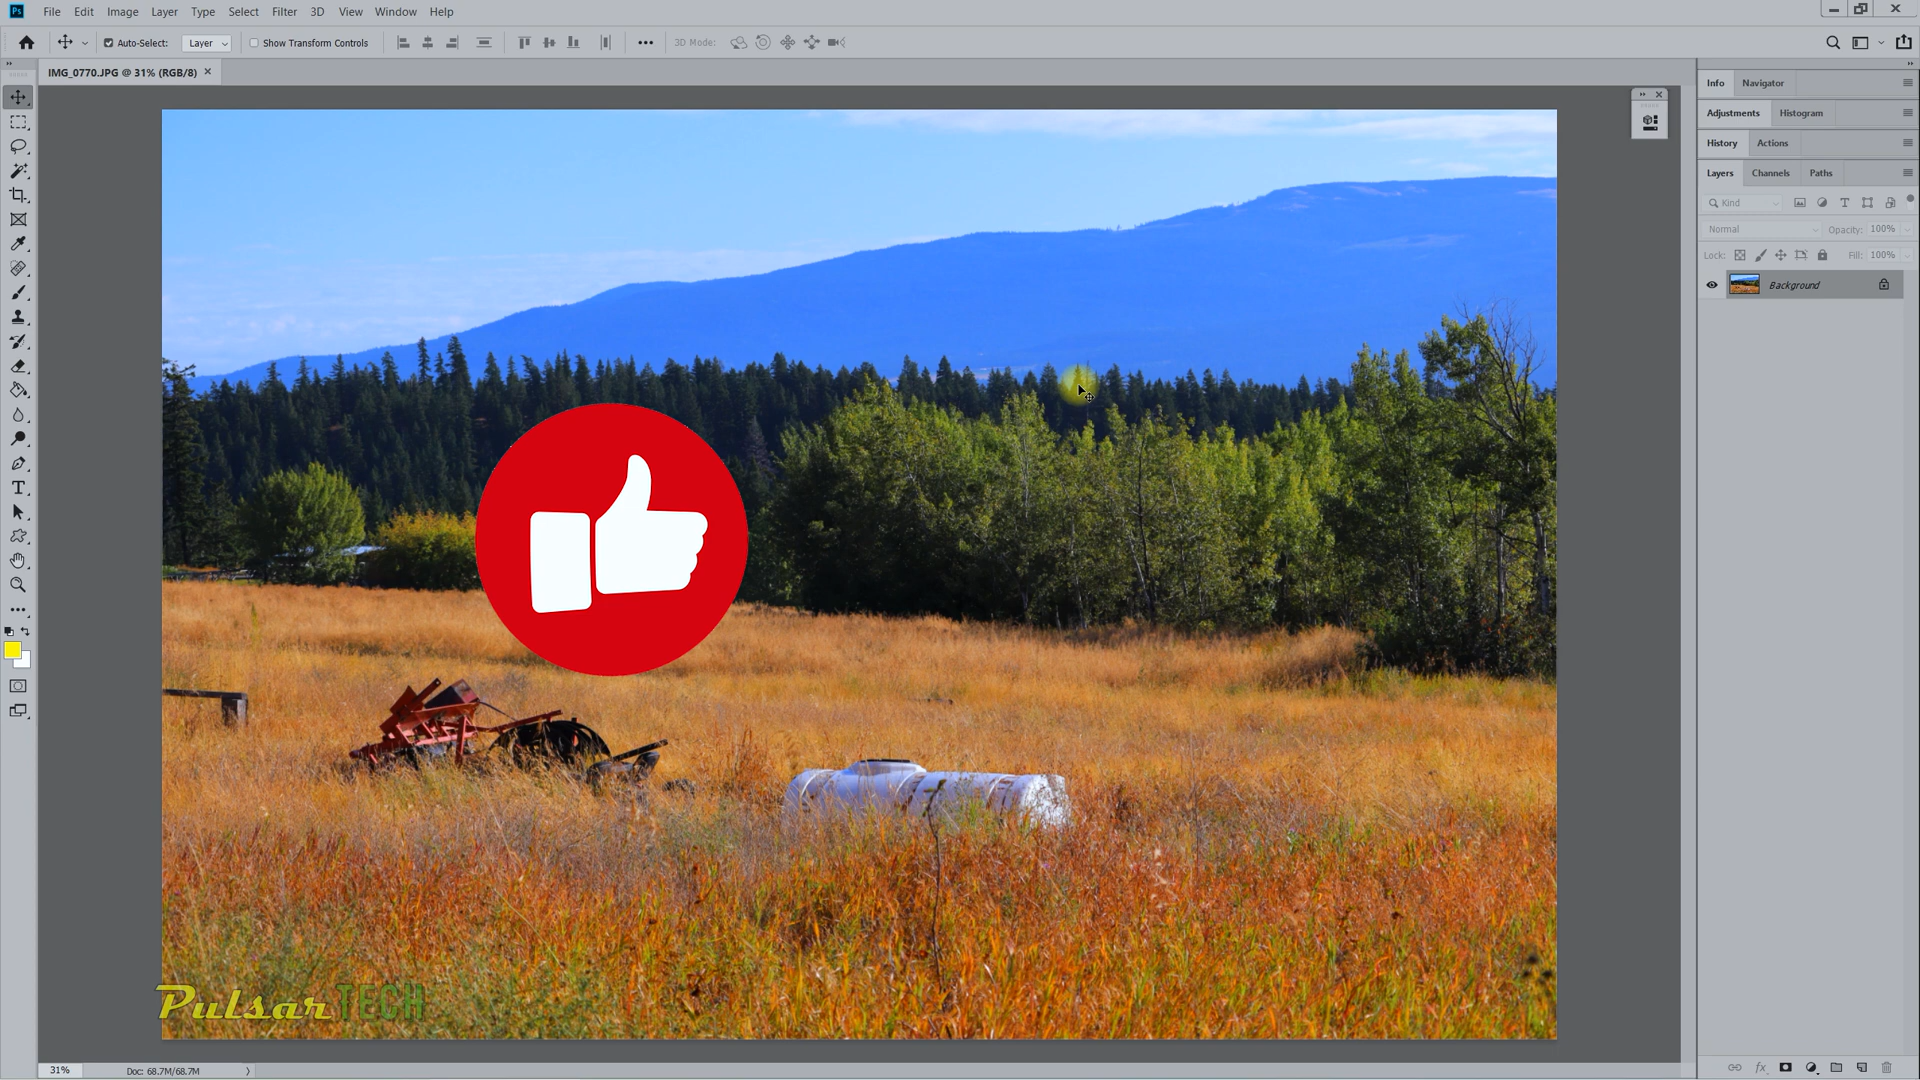 File Edit Image Layer Type Select Filter 3D View Window Help
Auto-Select: Layer Show Transform Controls 3D Mode:
IMG_0770.JPG @ 31% (RGB/8)
Info Navigator
Adjustments Histogram
History Actions
Layers Channels Paths
Kind
Normal Opacity: 100%
Lock: Fill: 100%
Background
PulsarTECH
31% Doc: 68.7M/68.7M